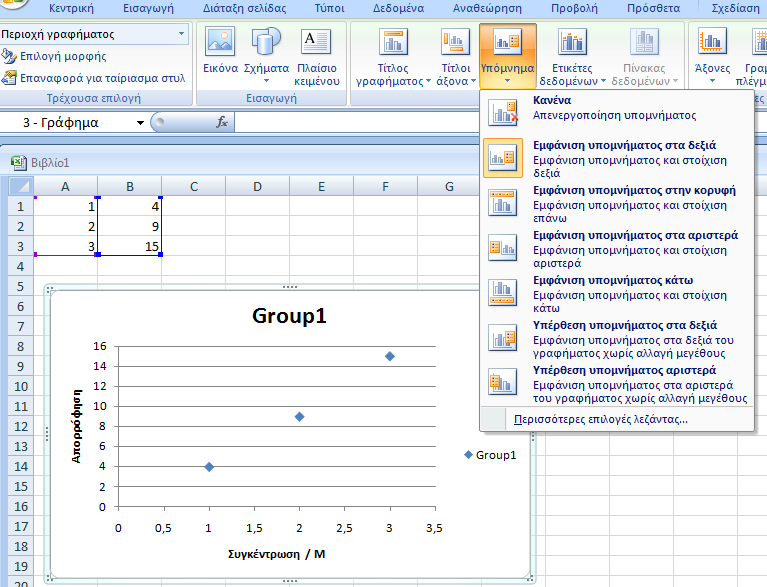 Κεντρική Εισαγωγή Διάταξη σελίδας Τύποι Δεδομένα Αναθεώρηση Προβολή Πρόσθετα Σχεδίαση
Περιοχή γραφήματος
Επιλογή μορφής
Επαναφορά για ταίριασμα στυλ
Τρέχουσα επιλογή
Εικόνα Σχήματα Πλαίσιο κειμένου
Εισαγωγή
Τίτλος γραφήματος Τίτλοι άξονα Υπόμνημα Ετικέτες δεδομένων Πίνακας δεδομένων
Άξονες
3 - Γράφημα fx
Βιβλίο1
A B C D E F G
1 1 4
2 2 9
3 3 15
4
5
6
7
8
9
10
11
12
13
14
15
16
17
18
19
20
Group1
16
14
12
10
8
6
4
2
0
0 0,5 1 1,5 2 2,5 3 3,5
Απορρόφηση
Συγκέντρωση / Μ
Group1
Κανένα
Απενεργοποίηση υπομνήματος
Εμφάνιση υπομνήματος στα δεξιά
Εμφάνιση υπομνήματος και στοίχιση
δεξιά
Εμφάνιση υπομνήματος στην κορυφή
Εμφάνιση υπομνήματος και στοίχιση
επάνω
Εμφάνιση υπομνήματος στα αριστερά
Εμφάνιση υπομνήματος και στοίχιση
αριστερά
Εμφάνιση υπομνήματος κάτω
Εμφάνιση υπομνήματος και στοίχιση
κάτω
Υπέρθεση υπομνήματος στα δεξιά
Εμφάνιση υπομνήματος στα δεξιά του
γραφήματος χωρίς αλλαγή μεγέθους
Υπέρθεση υπομνήματος αριστερά
Εμφάνιση υπομνήματος στα αριστερά
του γραφήματος χωρίς αλλαγή μεγέθους
Περισσότερες επιλογές λεζάντας...